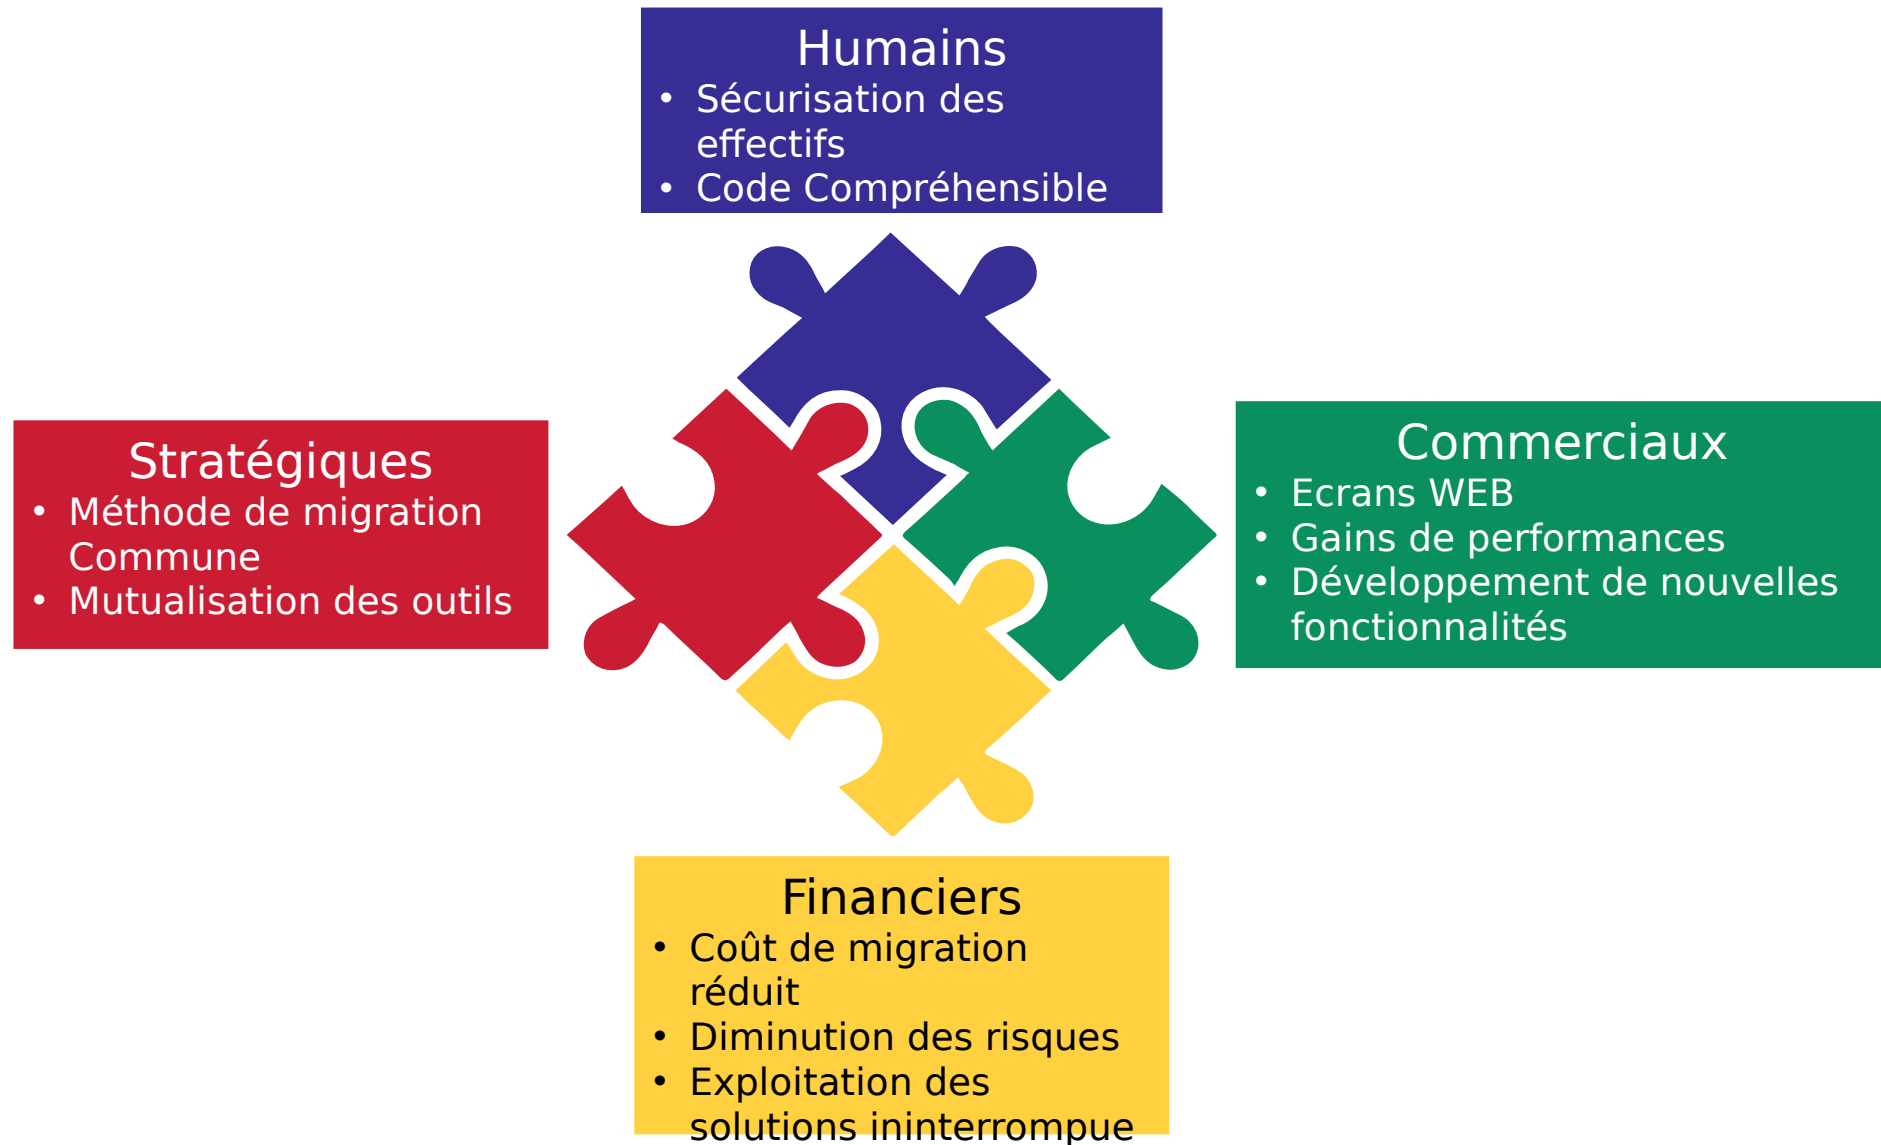 Humains
• Sécurisation des
effectifs
• Code Compréhensible
Stratégiques
• Méthode de migration
Commune
• Mutualisation des outils
Commerciaux
• Ecrans WEB
• Gains de performances
• Développement de nouvelles
fonctionnalités
Financiers
• Coût de migration
réduit
• Diminution des risques
• Exploitation des
solutions ininterrompue